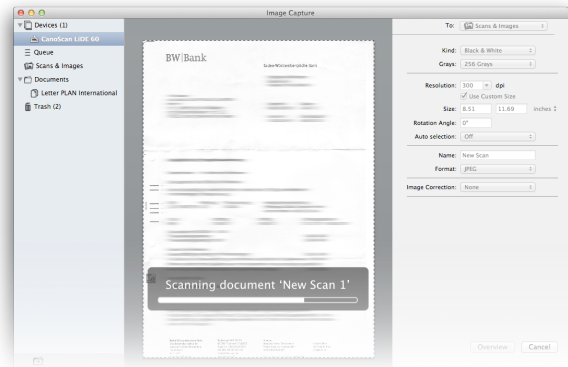 Image Capture
Devices (1)
CanoScan LiDE 60
Queue
Scans & Images
Documents
Letter PLAN International
Trash (2)
BW|Bank
Scanning document ‘New Scan 1’
To: Scans & Images
Kind: Black & White
Grays: 256 Grays
Resolution: 300 dpi
Use Custom Size
Size: 8.51 11.69 inches
Rotation Angle: 0°
Auto selection: Off
Name: New Scan
Format: JPEG
Image Correction: None
Overview Cancel